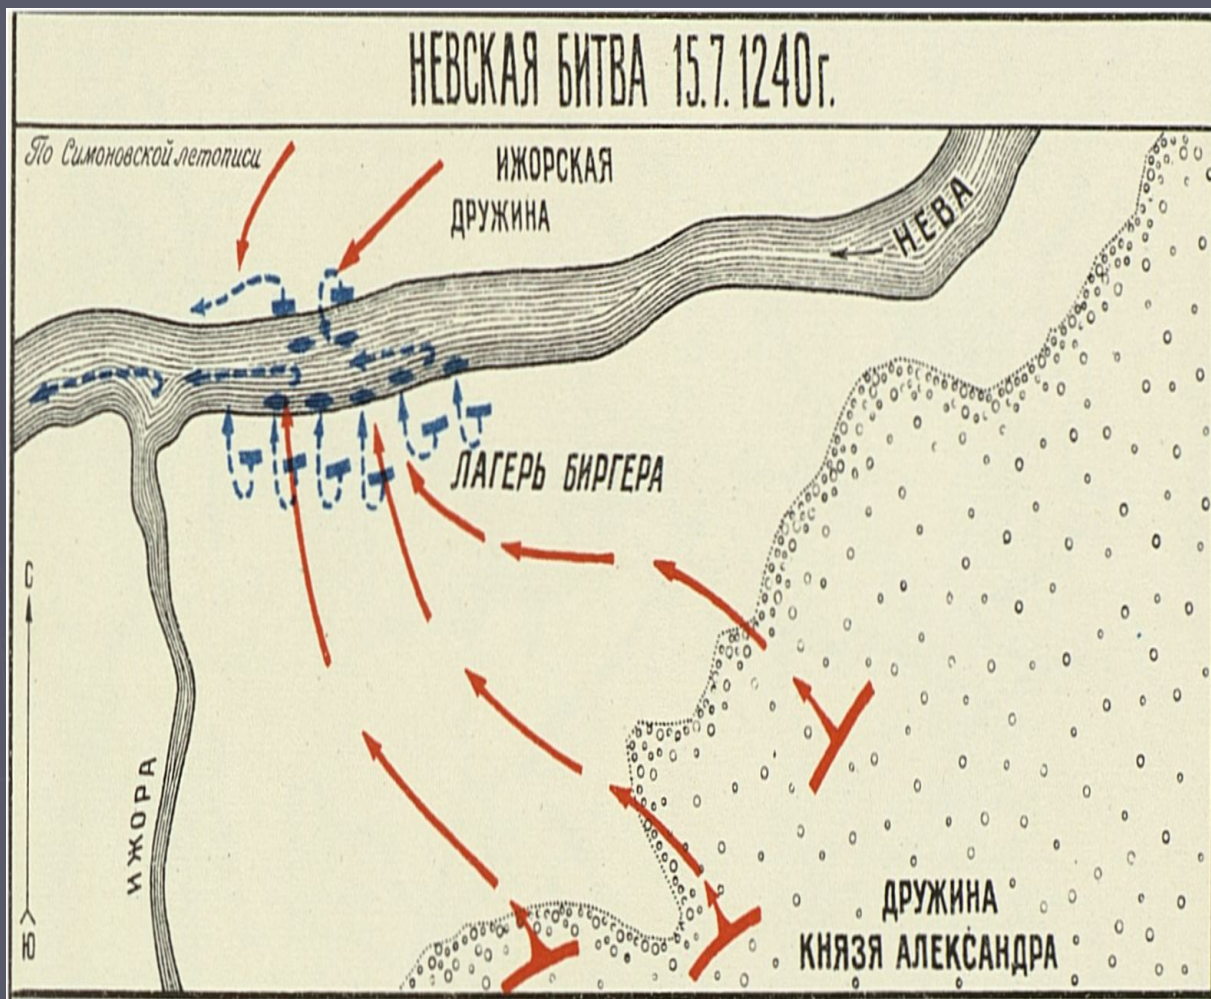 НЕВСКАЯ БИТВА 15.7.1240г.
По Симоновской летописи
ИЖОРСКАЯ
ДРУЖИНА
НЕВА
ЛАГЕРЬ БИРГЕРА
С
ИЖОРА
Ю
ДРУЖИНА
КНЯЗЯ АЛЕКСАНДРА